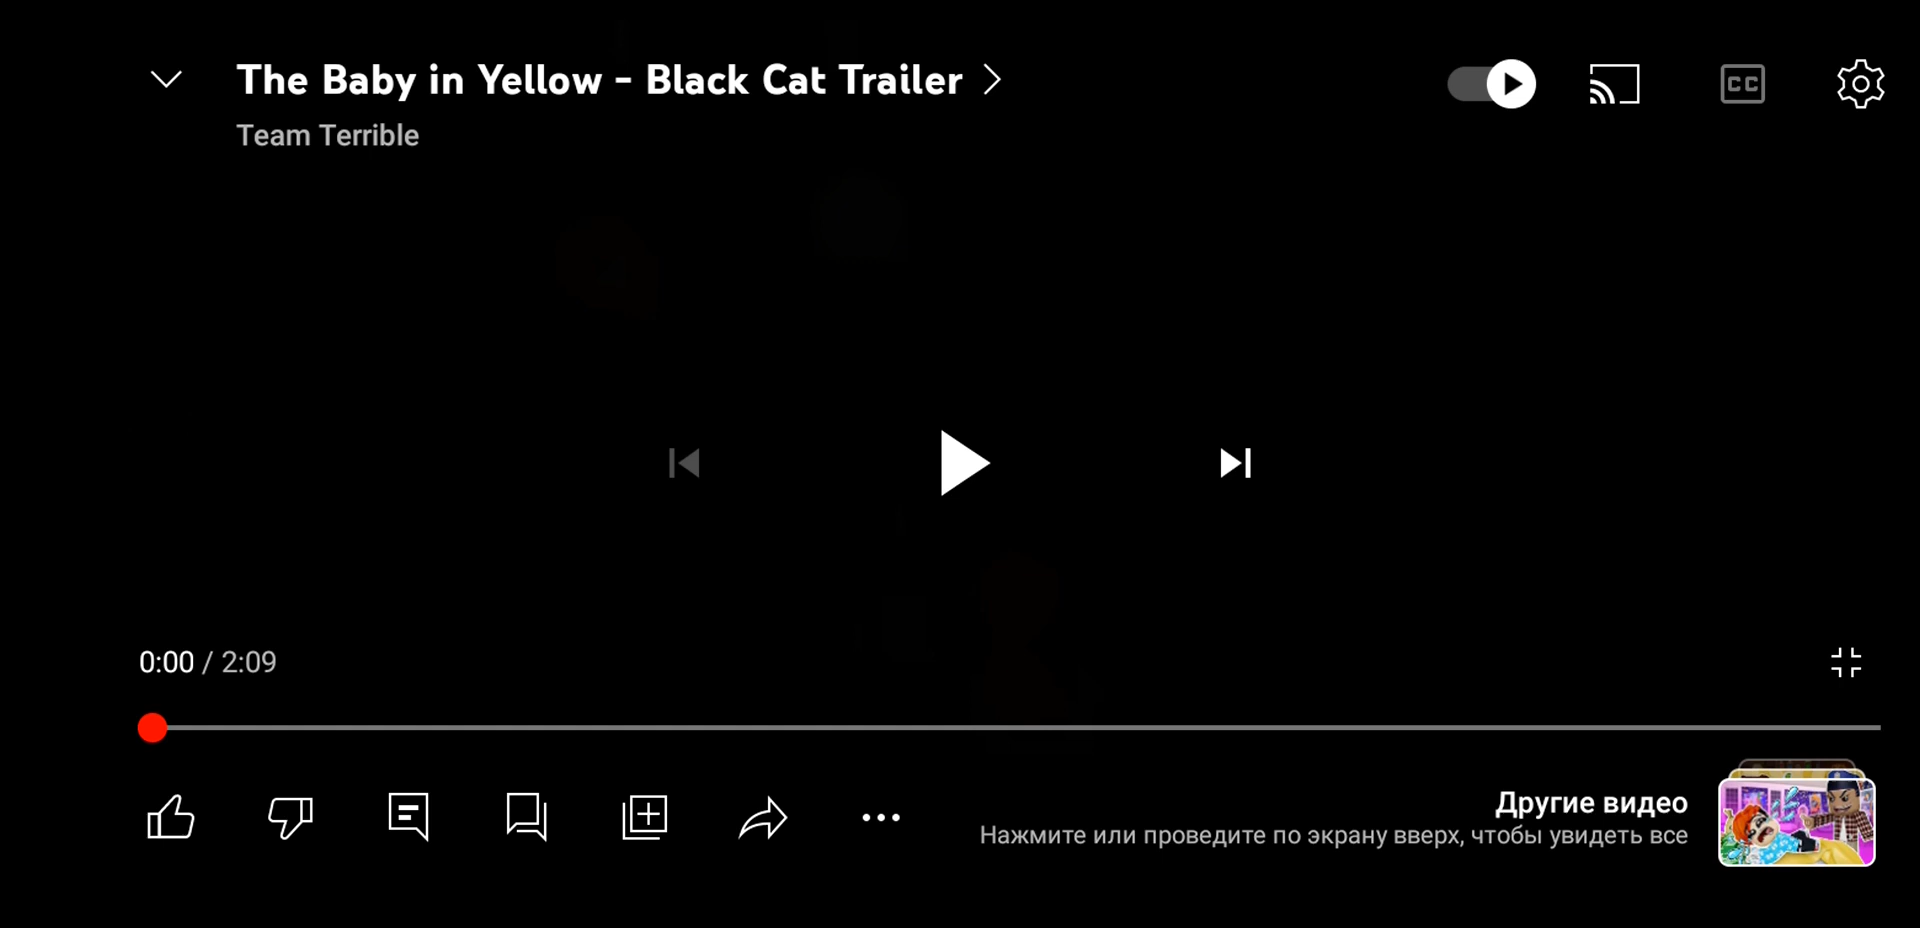 The Baby in Yellow - Black Cat Trailer
Team Terrible
CC
0:00 / 2:09
Другие видео
Нажмите или проведите по экрану вверх, чтобы увидеть все